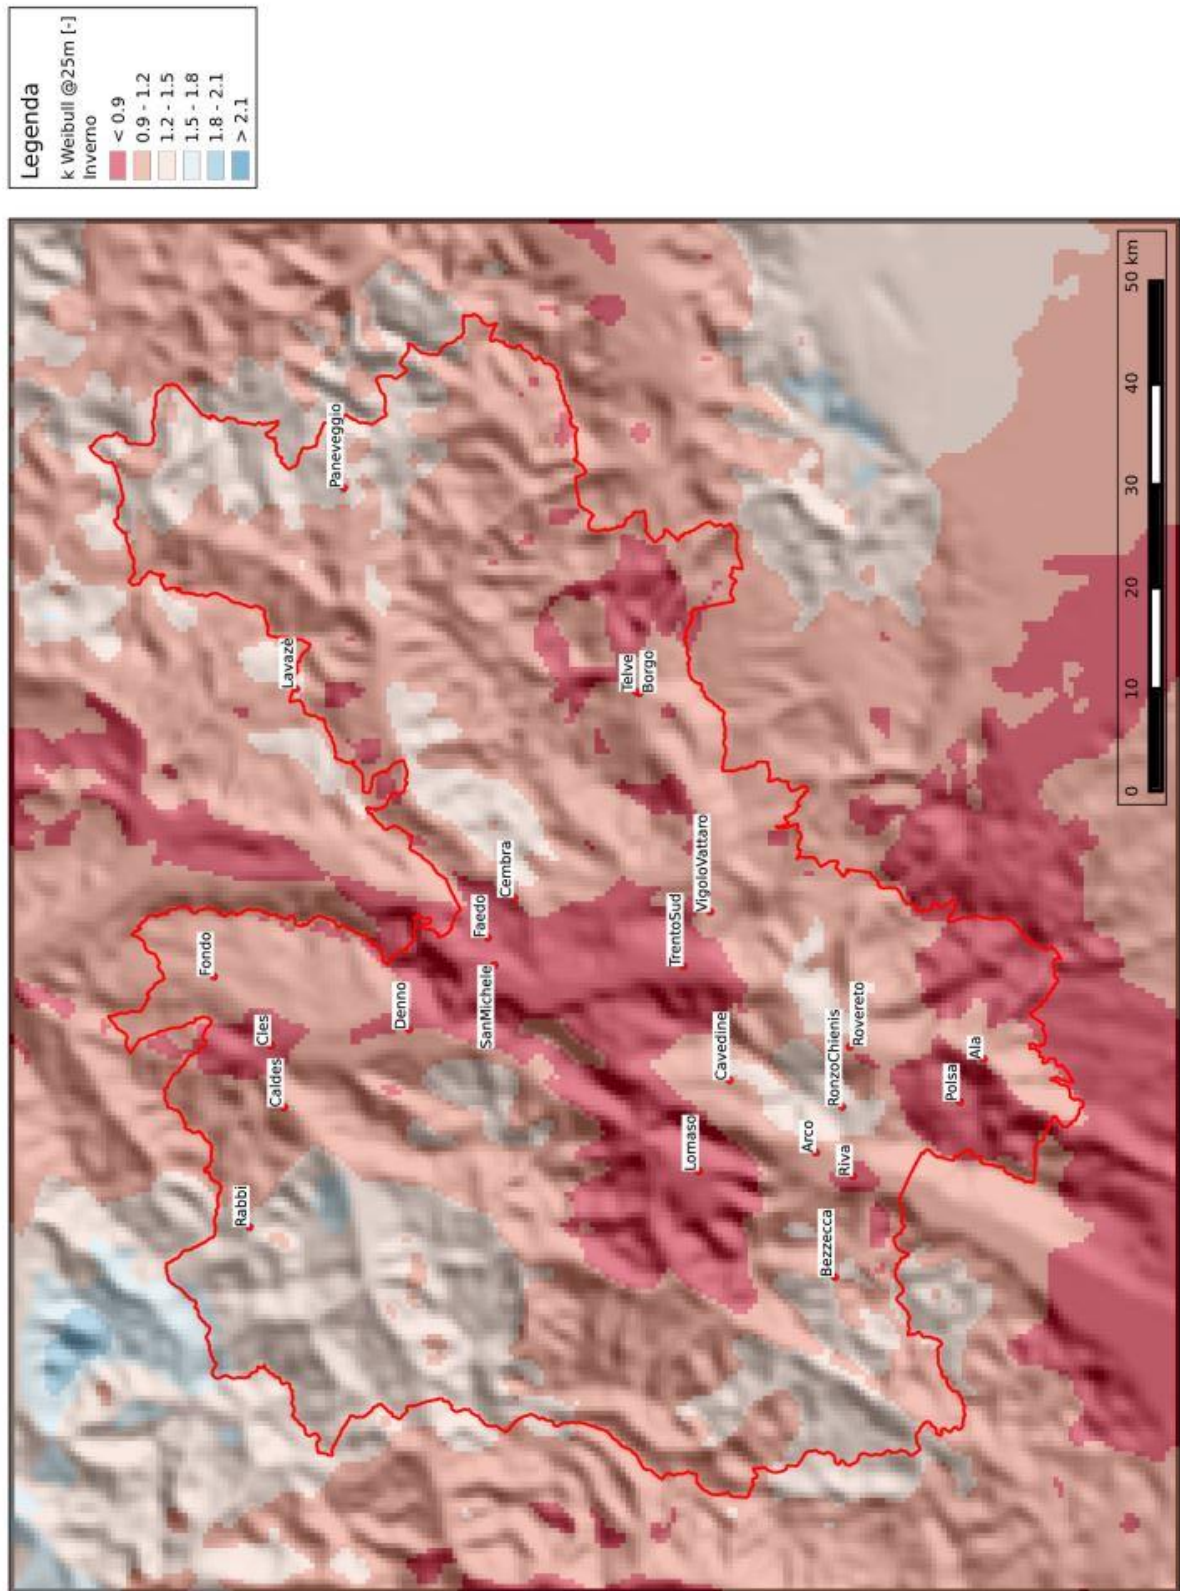 Legenda
k Weibull @25m [-]
Inverno
< 0.9
0.9 - 1.2
1.2 - 1.5
1.5 - 1.8
1.8 - 2.1
> 2.1
Rabbi
Caldes
Cles
Fondo
Denno
SanMichele
Faedo
Cembra
Lavazè
Paneveggio
Telve
Borgo
TrentoSud
VigoloVattaro
Lomaso
Cavedine
Bezzecca
Riva
Arco
RonzoChienis
Rovereto
Polsa
Ala
0 10 20 30 40 50 km